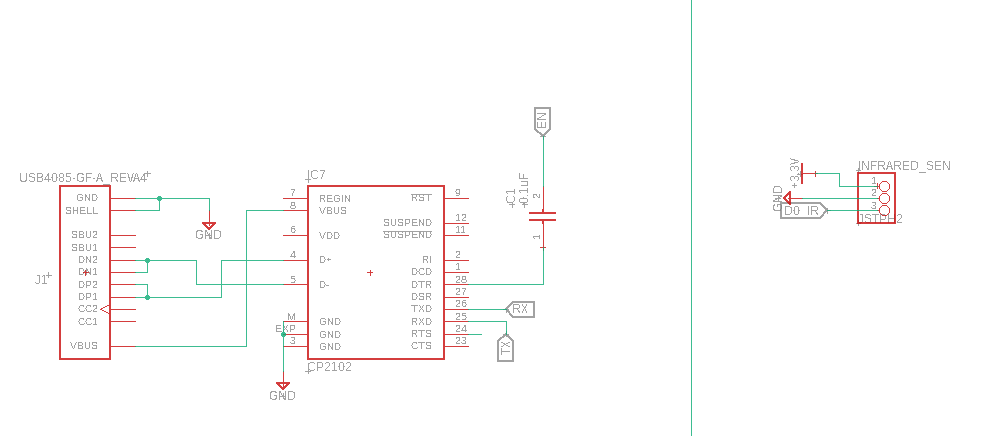 EN
USB4085-GF-A_REVA4
J1
GND
SHELL
SBU2
SBU1
DN2
DN1
DP2
DP1
CC2
CC1
VBUS
GND
IC7
7 REGIN
8 VBUS
6 VDD
4 D+
5 D-
M GND
EXP GND
3 GND
RST 9
SUSPEND 12
SUSPEND 11
RI 2
DCD 1
DTR 28
DSR 27
TXD 26
RXD 25
RTS 24
CTS 23
CP2102
GND
C1
0.1uF
2
1
RX
TX
INFRARED_SEN
+3.3V
GND
D0_IR
1
2
3
JSTPH2